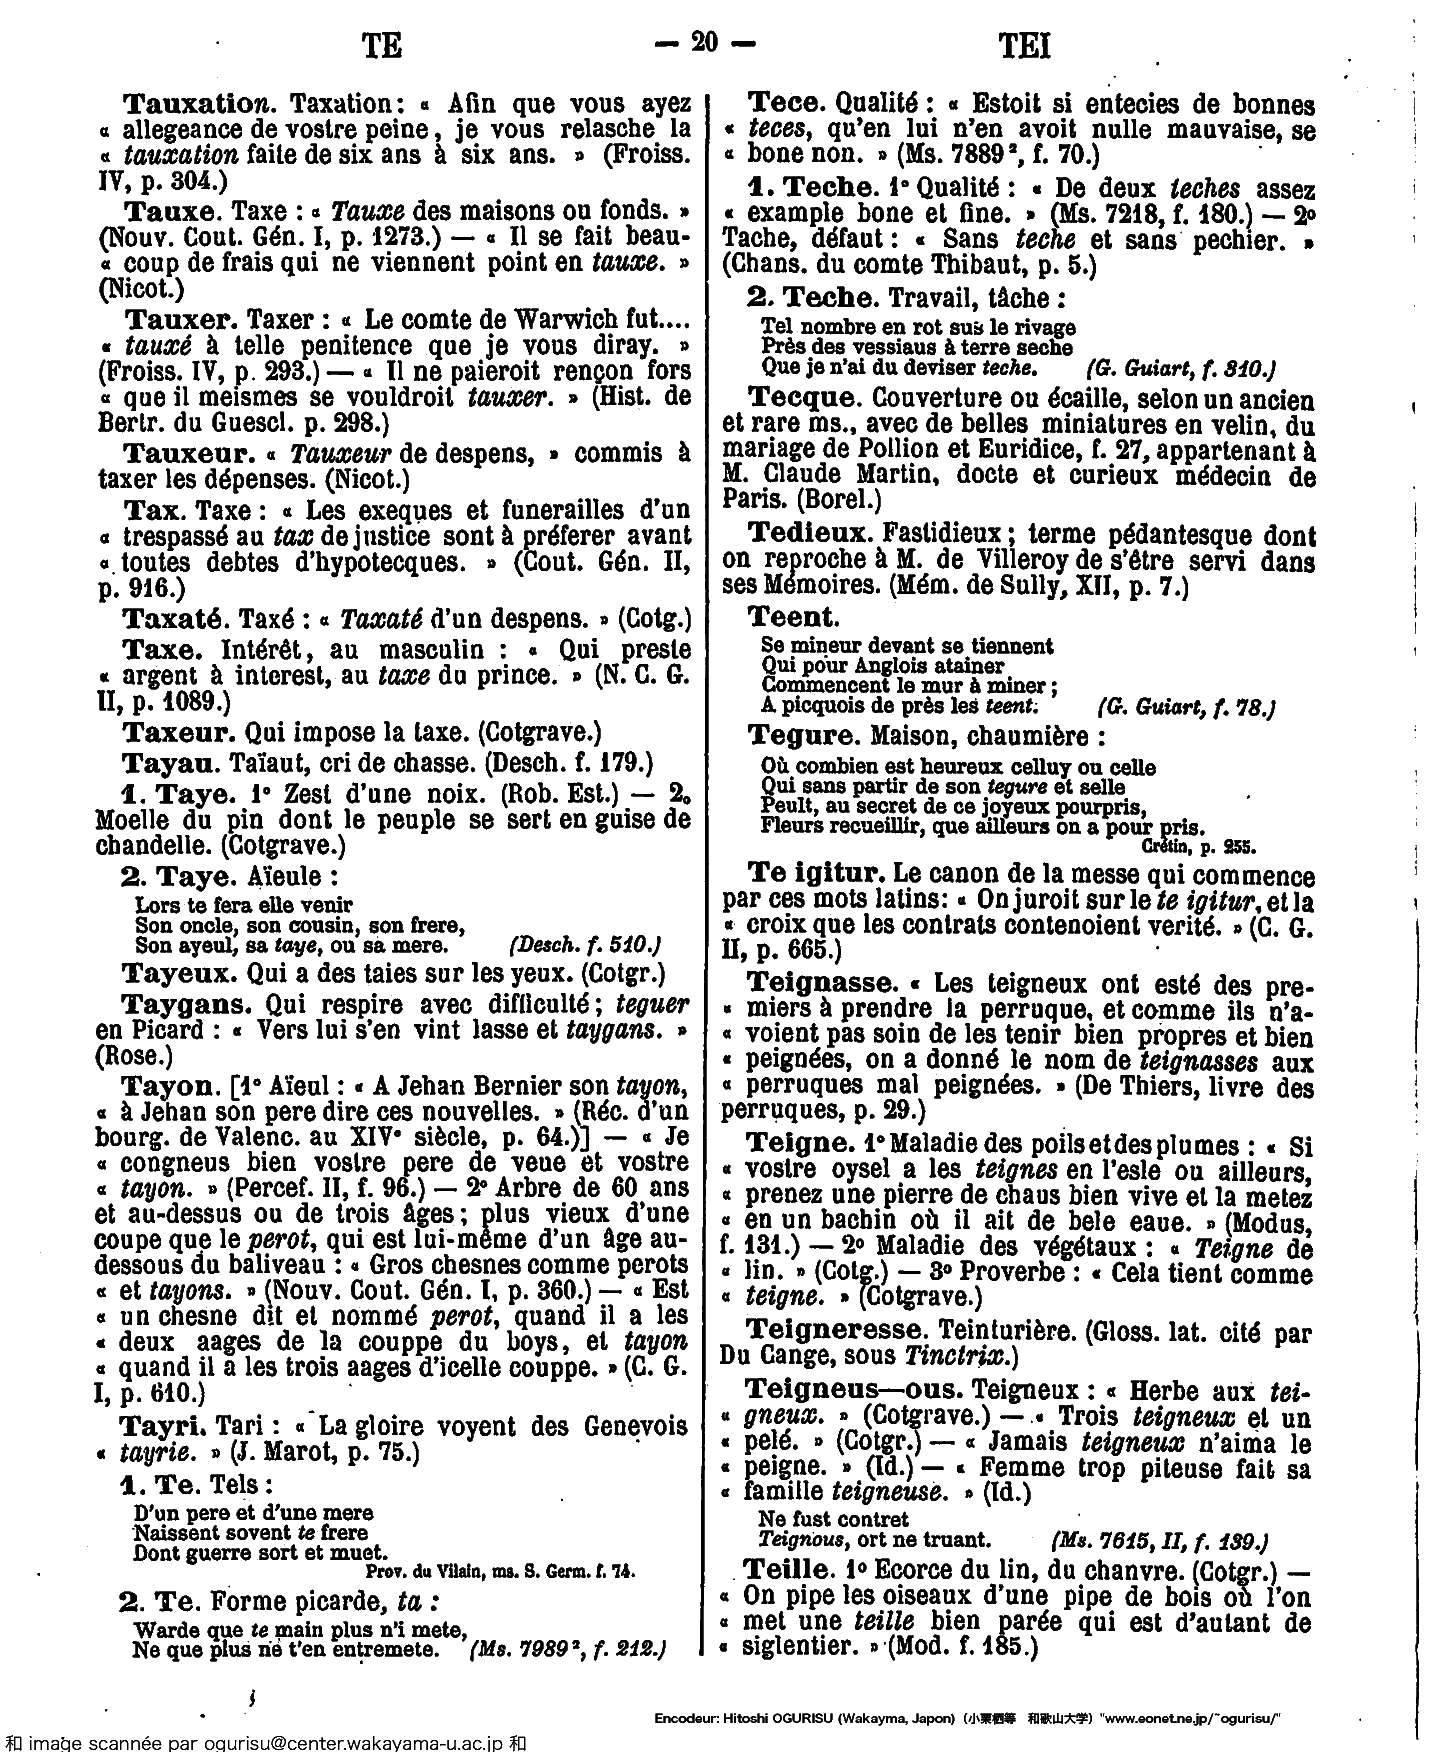 TE — 20 — TEI
Tauxation. Taxation : « Afin que vous ayez
« allegeance de vostre peine, je vous relasche la
« tauxation faite de six ans à six ans. » (Froiss.
IV, p. 304.)
Tauxe. Taxe : « Tauxe des maisons ou fonds. »
(Nouv. Cout. Gén. I, p. 1273.) — « Il se fait beau-
« coup de frais qui ne viennent point en tauxe. »
(Nicot.)
Tauxer. Taxer : « Le comte de Warwich fut....
« tauxé à telle penitence que je vous diray. »
(Froiss. IV, p. 293.) — « Il ne paieroit rençon fors
« que il meismes se vouldroit tauxer. » (Hist. de
Bertr. du Guescl. p. 298.)
Tauxeur. « Tauxeur de despens, » commis à
taxer les dépenses. (Nicot.)
Tax. Taxe : « Les exeques et funerailles d'un
« trespassé au tax de justice sont à préferer avant
« toutes debtes d'hypotecques. » (Cout. Gén. II,
p. 916.)
Taxaté. Taxé : « Taxaté d'un despens. » (Cotg.)
Taxe. Intérêt, au masculin : « Qui preste
« argent à interest, au taxe du prince. » (N. C. G.
II, p. 1089.)
Taxeur. Qui impose la taxe. (Cotgrave.)
Tayau. Taïaut, cri de chasse. (Desch. f. 179.)
1. Taye. 1° Zest d'une noix. (Rob. Est.) — 2°
Moelle du pin dont le peuple se sert en guise de
chandelle. (Cotgrave.)
2. Taye. Aïeule :
Lors te fera elle venir
Son oncle, son cousin, son frere,
Son ayeul, sa taye, ou sa mere. (Desch. f. 510.)
Tayeux. Qui a des taies sur les yeux. (Cotgr.)
Taygans. Qui respire avec difficulté ; teguer
en Picard : « Vers lui s'en vint lasse et taygans. »
(Rose.)
Tayon. [1° Aïeul : « A Jehan Bernier son tayon,
« à Jehan son pere dire ces nouvelles. » (Réc. d'un
bourg. de Valenc. au XIVe siècle, p. 64.)] — « Je
« congneus bien vostre pere de veue et vostre
« tayon. » (Percef. II, f. 96.) — 2° Arbre de 60 ans
et au-dessus ou de trois âges ; plus vieux d'une
coupe que le perot, qui est lui-même d'un âge au-
dessous du baliveau : « Gros chesnes comme perots
« et tayons. » (Nouv. Cout. Gén. I, p. 360.) — « Est
« un chesne dit et nommé perot, quand il a les
« deux aages de la couppe du boys, et tayon
« quand il a les trois aages d'icelle couppe. » (C. G.
I, p. 610.)
Tayri. Tari : « La gloire voyent des Genevois
« tayrie. » (J. Marot, p. 75.)
1. Te. Tels :
D'un pere et d'une mere
Naissent sovent te frere
Dont guerre sort et muet.
Prov. du Vilain, ms. S. Germ. f. 74.
2. Te. Forme picarde, ta :
Warde que te main plus n'i mete,
Ne que plus ne t'en entremete. (Ms. 7989², f. 212.)
Tece. Qualité : « Estoit si entecies de bonnes
« teces, qu'en lui n'en avoit nulle mauvaise, se
« bone non. » (Ms. 7889², f. 70.)
1. Teche. 1° Qualité : « De deux teches assez
« example bone et fine. » (Ms. 7218, f. 180.) — 2°
Tache, défaut : « Sans teche et sans pechier. »
(Chans. du comte Thibaut, p. 5.)
2. Teche. Travail, tâche :
Tel nombre en rot sus le rivage
Près des vessiaus à terre seche
Que je n'ai du deviser teche. (G. Guiart, f. 310.)
Tecque. Couverture ou écaille, selon un ancien
et rare ms., avec de belles miniatures en velin, du
mariage de Pollion et Euridice, f. 27, appartenant à
M. Claude Martin, docte et curieux médecin de
Paris. (Borel.)
Tedieux. Fastidieux ; terme pédantesque dont
on reproche à M. de Villeroy de s'être servi dans
ses Mémoires. (Mém. de Sully, XII, p. 7.)
Teent.
Se mineur devant se tiennent
Qui pour Anglois atainer
Commencent le mur à miner ;
A picquois de près les teent. (G. Guiart, f. 78.)
Tegure. Maison, chaumière :
Où combien est heureux celluy ou celle
Qui sans partir de son tegure et selle
Peult, au secret de ce joyeux pourpris,
Fleurs recueillir, que ailleurs on a pour pris.
Crétin, p. 255.
Te igitur. Le canon de la messe qui commence
par ces mots latins : « On juroit sur le te igitur, et la
« croix que les contrats contenoient verité. » (C. G.
II, p. 665.)
Teignasse. « Les teigneux ont esté des pre-
« miers à prendre la perruque, et comme ils n'a-
« voient pas soin de les tenir bien propres et bien
« peignées, on a donné le nom de teignasses aux
« perruques mal peignées. » (De Thiers, livre des
perruques, p. 29.)
Teigne. 1° Maladie des poils et des plumes : « Si
« vostre oysel a les teignes en l'esle ou ailleurs,
« prenez une pierre de chaus bien vive et la metez
« en un bachin où il ait de bele eaue. » (Modus,
f. 131.) — 2° Maladie des végétaux : « Teigne de
« lin. » (Cotg.) — 3° Proverbe : « Cela tient comme
« teigne. » (Cotgrave.)
Teigneresse. Teinturière. (Gloss. lat. cité par
Du Cange, sous Tinctrix.)
Teigneus—ous. Teigneux : « Herbe aux tei-
« gneux. » (Cotgrave.) — « Trois teigneux et un
« pelé. » (Cotgr.) — « Jamais teigneux n'aima le
« peigne. » (Id.) — « Femme trop piteuse fait sa
« famille teigneuse. » (Id.)
Ne fust contret
Teignous, ort ne truant. (Ms. 7615, II, f. 139.)
Teille. 1° Ecorce du lin, du chanvre. (Cotgr.) —
« On pipe les oiseaux d'une pipe de bois où l'on
« met une teille bien parée qui est d'autant de
« siglentier. » (Mod. f. 185.)
Encodeur: Hitoshi OGURISU (Wakayma, Japon) (小栗栖等 和歌山大学) "www.eonet.ne.jp/~ogurisu/"
和 image scannée par ogurisu@center.wakayama-u.ac.jp 和